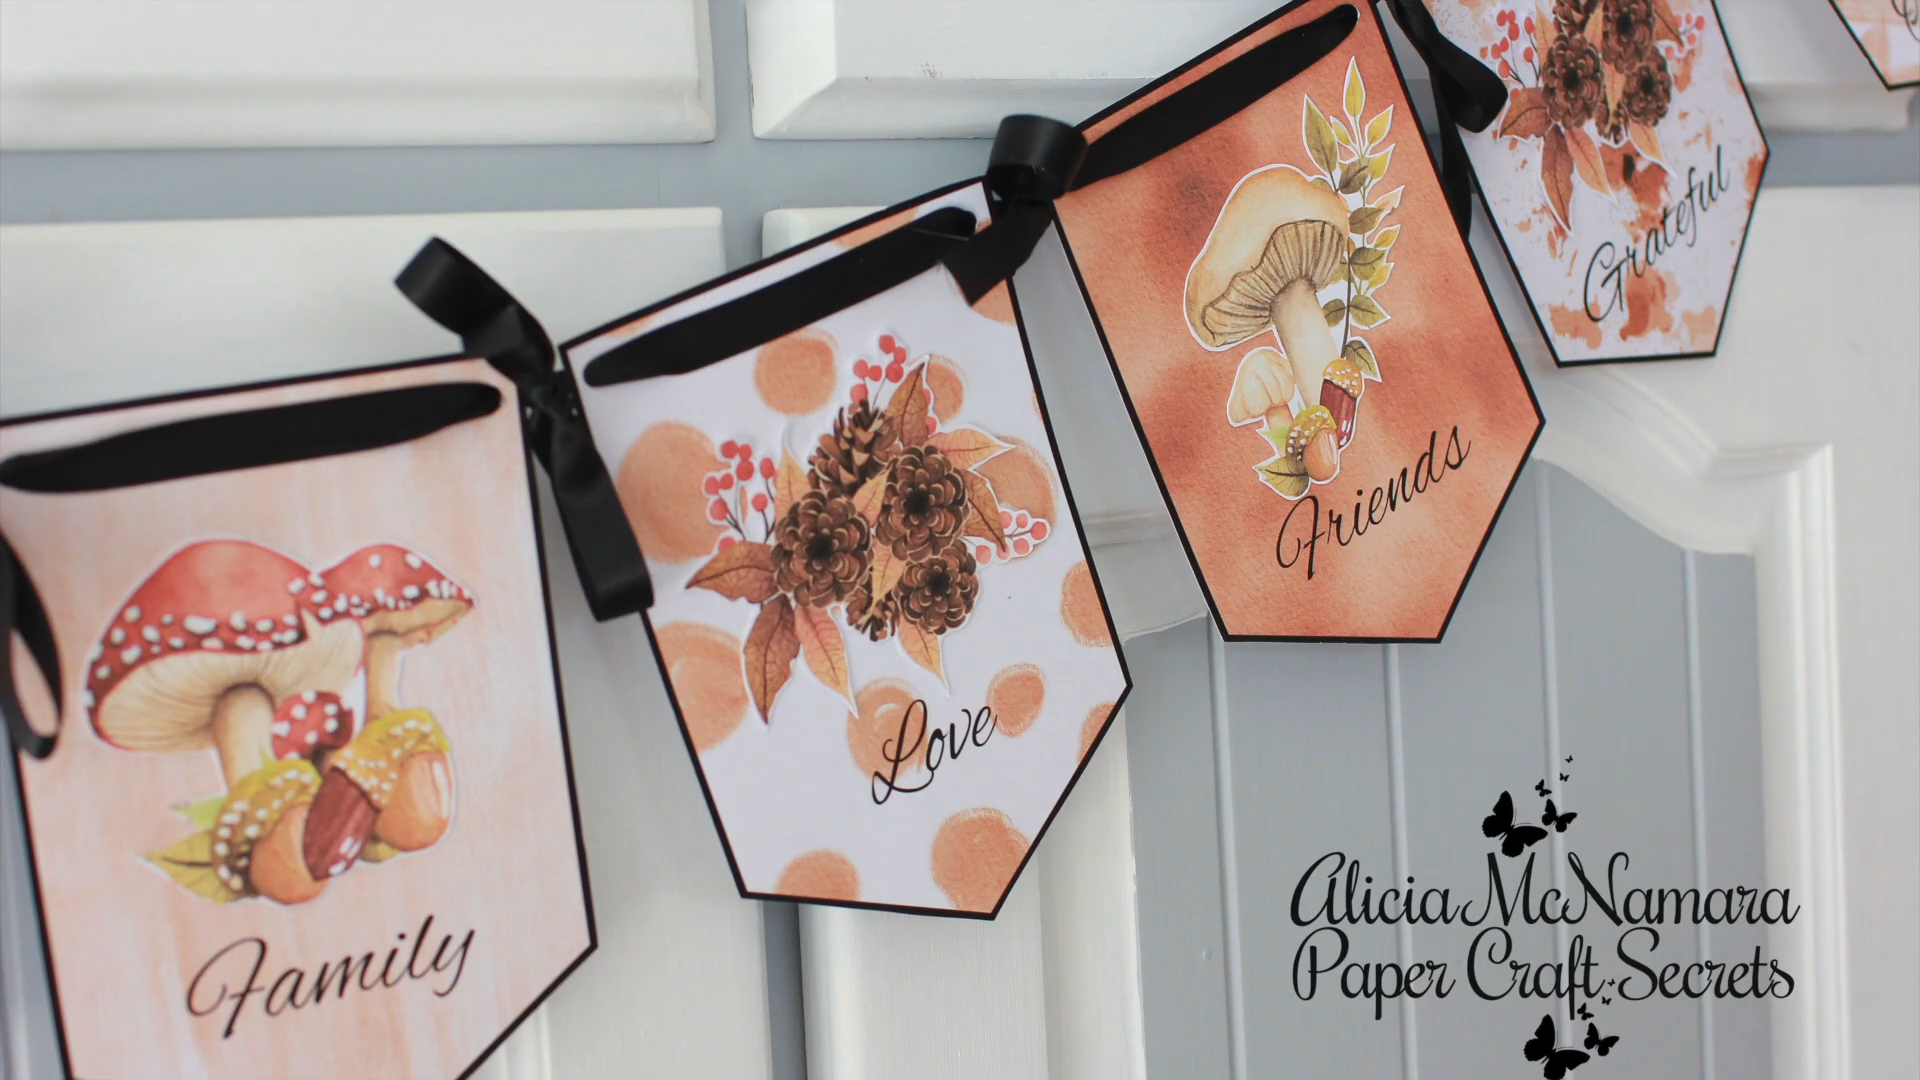 Family
Love
Friends
Grateful
Alicia McNamara
Paper Craft Secrets